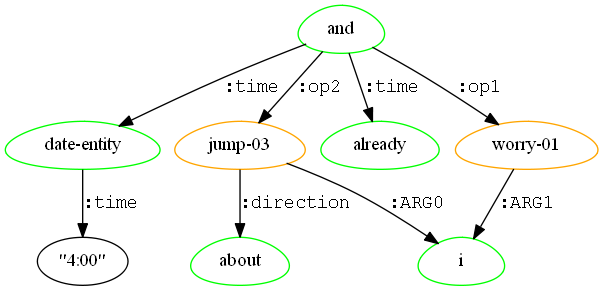 and
:time :op2 :time :op1
date-entity jump-03 already worry-01
:time :direction :ARG0 :ARG1
"4:00" about i